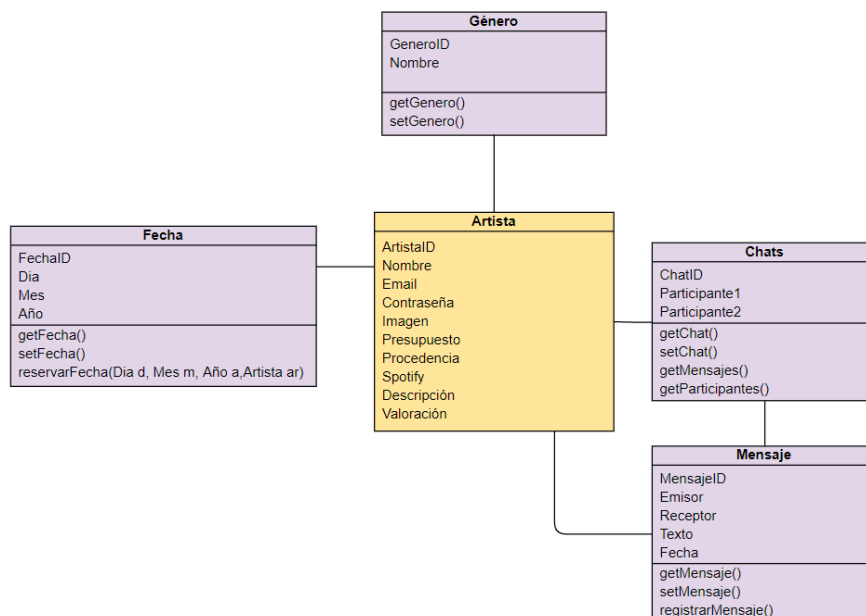 Género
GeneroID
Nombre
getGenero()
setGenero()
Fecha
FechaID
Dia
Mes
Año
getFecha()
setFecha()
reservarFecha(Dia d, Mes m, Año a,Artista ar)
Artista
ArtistaID
Nombre
Email
Contraseña
Imagen
Presupuesto
Procedencia
Spotify
Descripción
Valoración
Chats
ChatID
Participante1
Participante2
getChat()
setChat()
getMensajes()
getParticipantes()
Mensaje
MensajeID
Emisor
Receptor
Texto
Fecha
getMensaje()
setMensaje()
registrarMensaje()